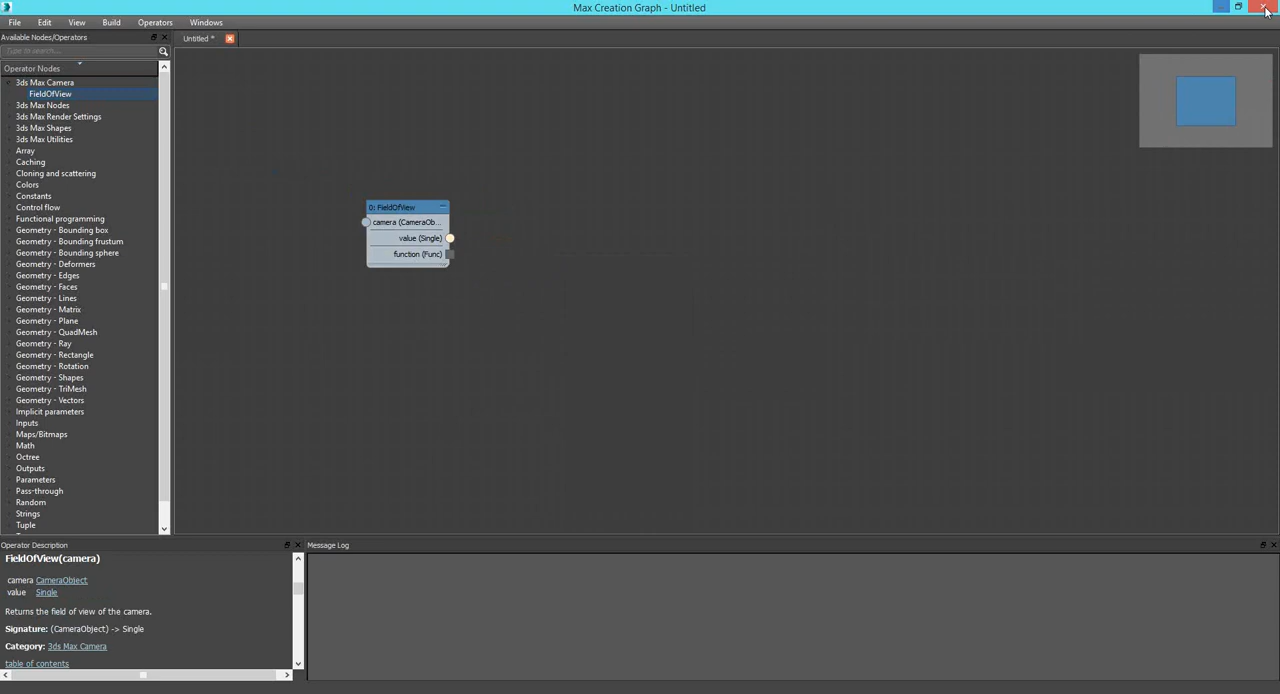 Max Creation Graph - Untitled
File Edit View Build Operators Windows
Available Nodes/Operators
Untitled *
Type to search....
Operator Nodes
3ds Max Camera
FieldOfView
3ds Max Nodes
3ds Max Render Settings
3ds Max Shapes
3ds Max Utilities
Array
Caching
Cloning and scattering
Colors
Constants
Control flow
Functional programming
Geometry - Bounding box
Geometry - Bounding frustum
Geometry - Bounding sphere
Geometry - Deformers
Geometry - Edges
Geometry - Faces
Geometry - Lines
Geometry - Matrix
Geometry - Plane
Geometry - QuadMesh
Geometry - Ray
Geometry - Rectangle
Geometry - Rotation
Geometry - Shapes
Geometry - TriMesh
Geometry - Vectors
Implicit parameters
Inputs
Maps/Bitmaps
Math
Octree
Outputs
Parameters
Pass-through
Random
Strings
Tuple
0: FieldOfView
camera (CameraOb...
value (Single)
function (Func)
Operator Description
FieldOfView(camera)
camera CameraObject
value Single
Returns the field of view of the camera.
Signature: (CameraObject) -> Single
Category: 3ds Max Camera
table of contents
Message Log